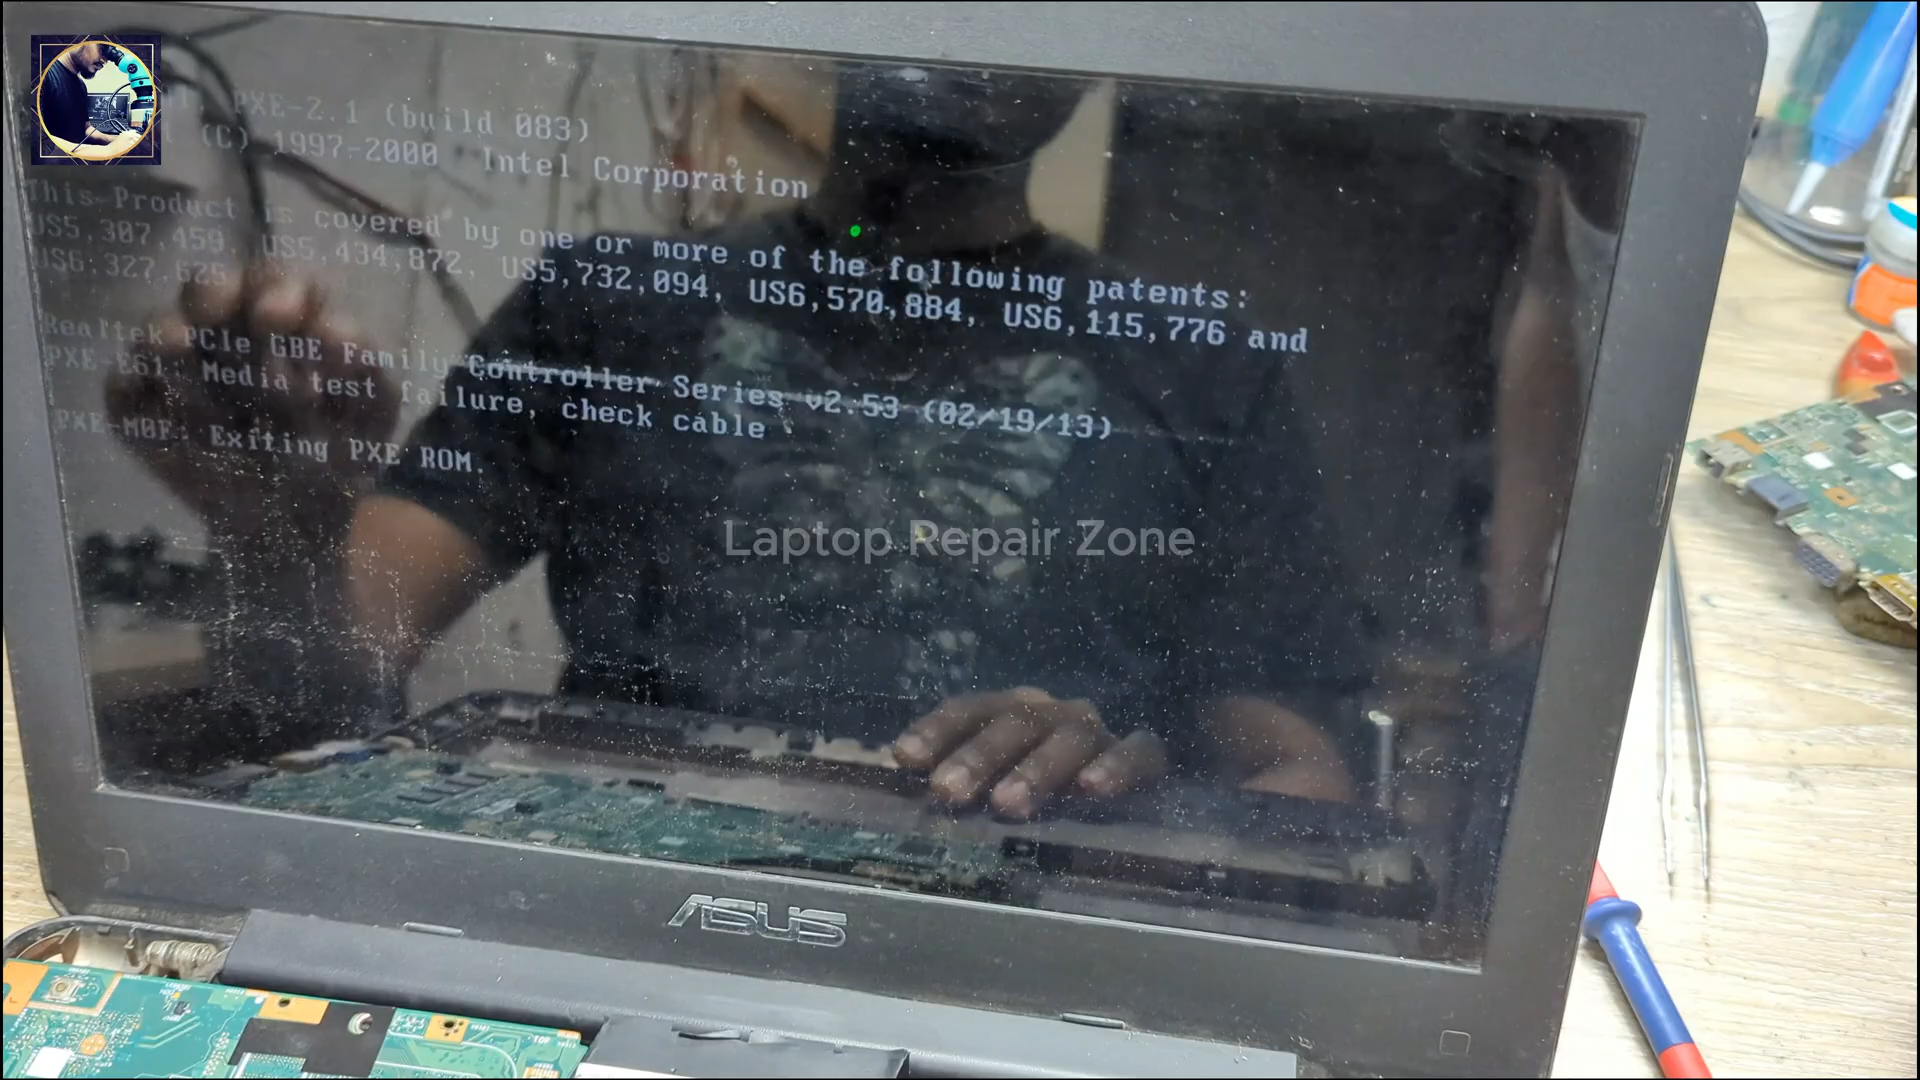 PXE-2.1 (build 083)
(C) 1997-2000 Intel Corporation
This Product is covered by one or more of the following patents:
US5,307,459, US5,434,872, US5,732,094, US6,570,884, US6,115,776 and
US6,327,625
Realtek PCIe GBE Family Controller Series v2.53 (02/19/13)
PXE-E61: Media test failure, check cable
PXE-M0F: Exiting PXE ROM.
Laptop Repair Zone
ASUS